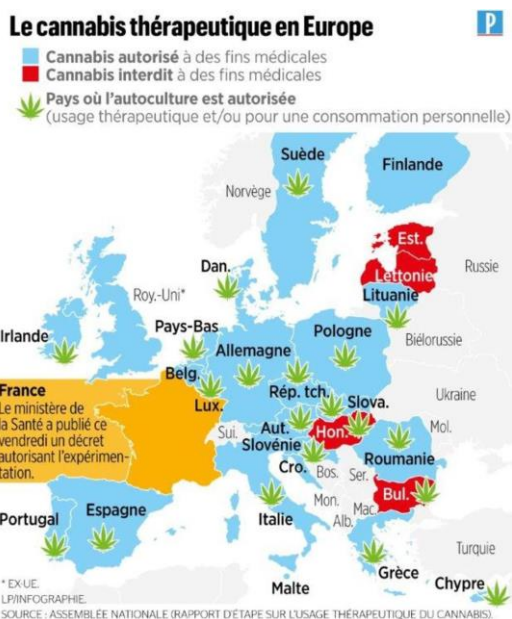 Le cannabis thérapeutique en Europe
P
Cannabis autorisé à des fins médicales
Cannabis interdit à des fins médicales
Pays où l'autoculture est autorisée
(usage thérapeutique et/ou pour une consommation personnelle)
Suède
Finlande
Norvège
Est.
Lettonie
Russie
Dan.
Lituanie
Roy.-Uni*
Irlande
Pays-Bas
Pologne
Biélorussie
Allemagne
Belg.
Rép. tch.
Ukraine
France
Le ministère de
la Santé a publié ce
vendredi un décret
autorisant l'expérimen-
tation.
Lux.
Slova.
Sui.
Aut.
Hon.
Mol.
Slovénie
Roumanie
Cro.
Bos.
Ser.
Bul.
Portugal
Espagne
Italie
Mon.
Mac.
Alb.
Turquie
Grèce
Malte
Chypre
* EX-UE.
LP/INFOGRAPHIE.
SOURCE : ASSEMBLÉE NATIONALE (RAPPORT D'ÉTAPE SUR L'USAGE THÉRAPEUTIQUE DU CANNABIS).